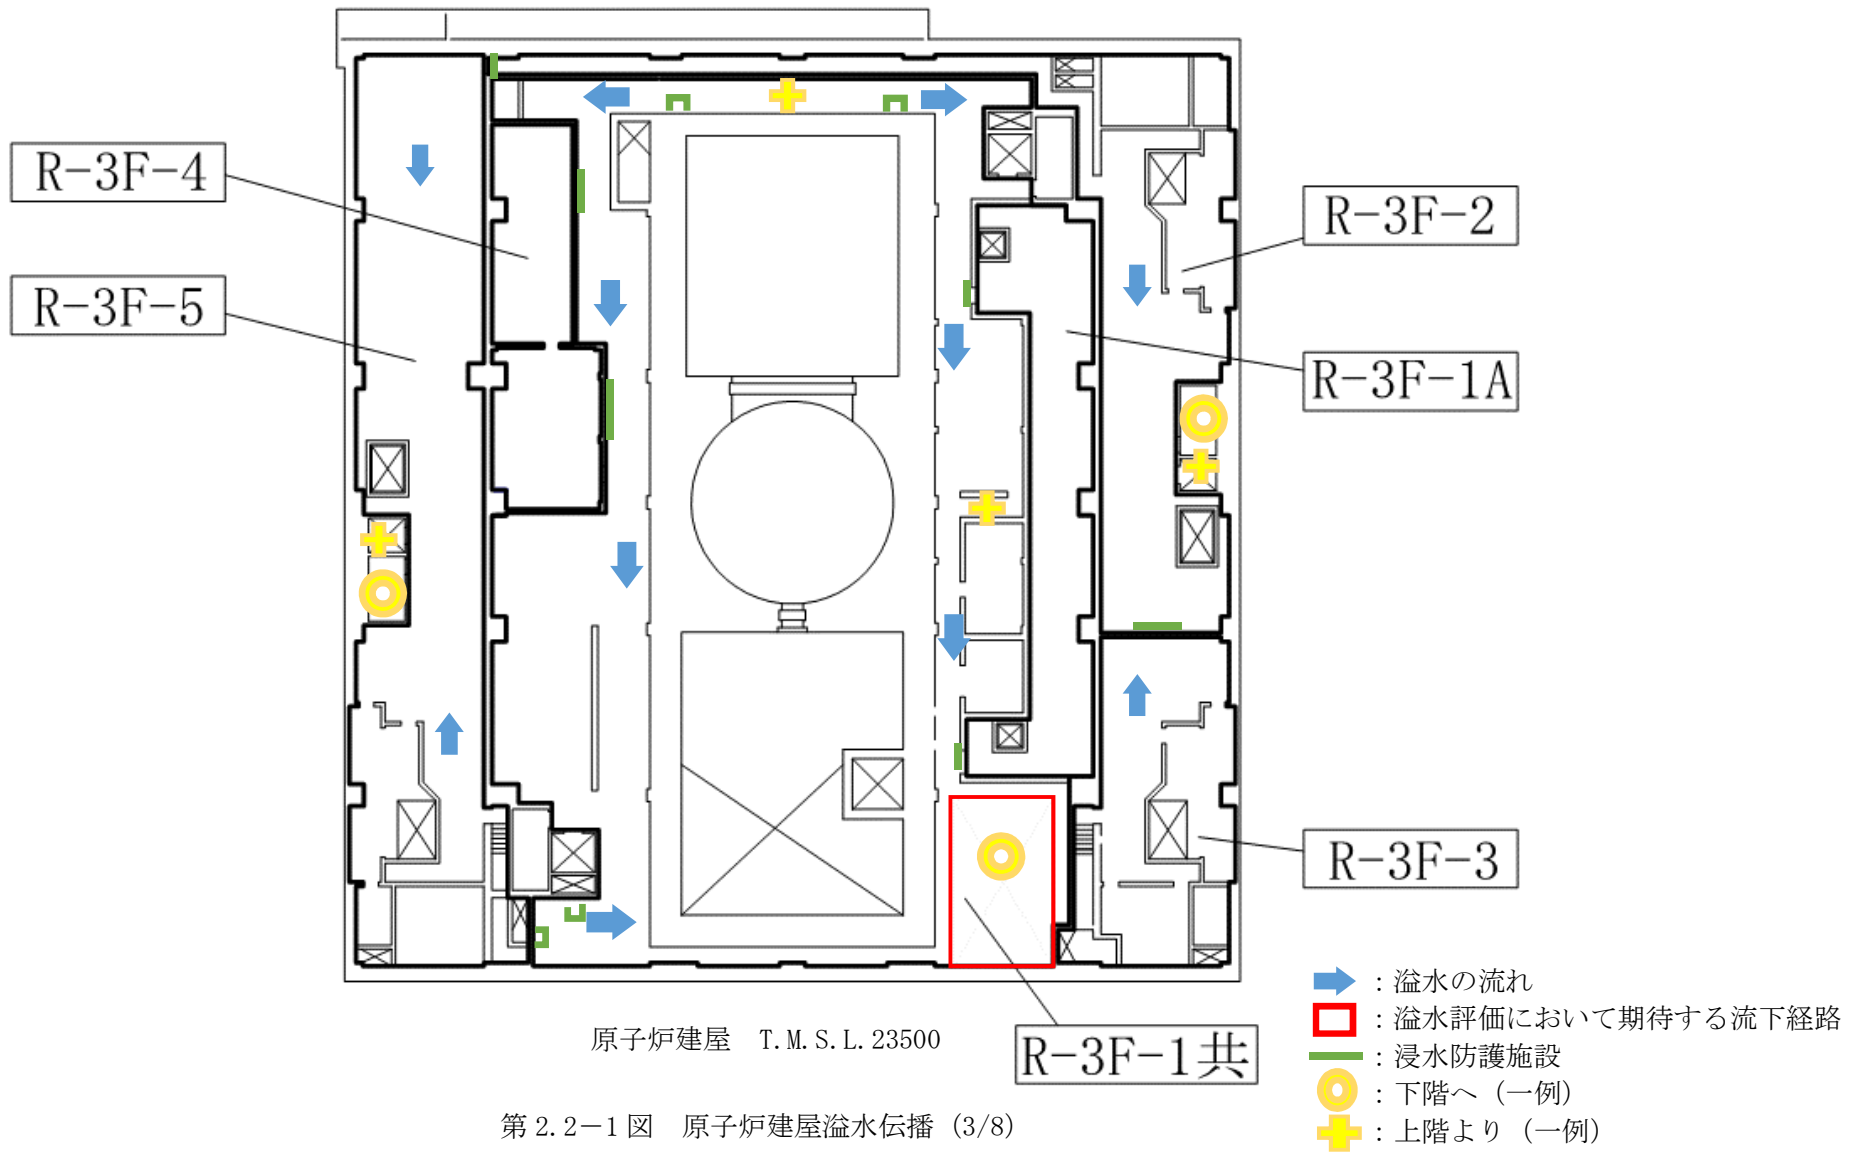 R-3F-4
R-3F-5
R-3F-2
R-3F-1A
R-3F-3
R-3F-1共
原子炉建屋　T.M.S.L.23500
第 2.2－1 図　原子炉建屋溢水伝播（3/8）
：溢水の流れ
：溢水評価において期待する流下経路
：浸水防護施設
：下階へ（一例）
：上階より（一例）